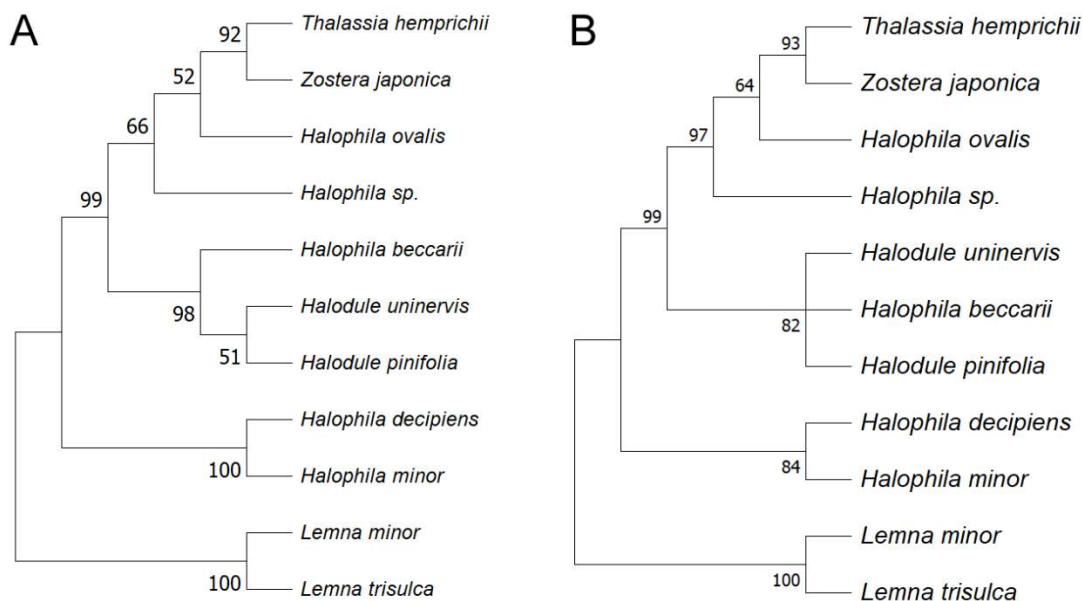 A
92
Thalassia hemprichii
52
Zostera japonica
66
Halophila ovalis
99
Halophila sp.
Halophila beccarii
98
Halodule uninervis
51
Halodule pinifolia
Halophila decipiens
100
Halophila minor
Lemna minor
100
Lemna trisulca
B
93
Thalassia hemprichii
64
Zostera japonica
97
Halophila ovalis
99
Halophila sp.
Halodule uninervis
82
Halophila beccarii
Halodule pinifolia
Halophila decipiens
84
Halophila minor
Lemna minor
100
Lemna trisulca